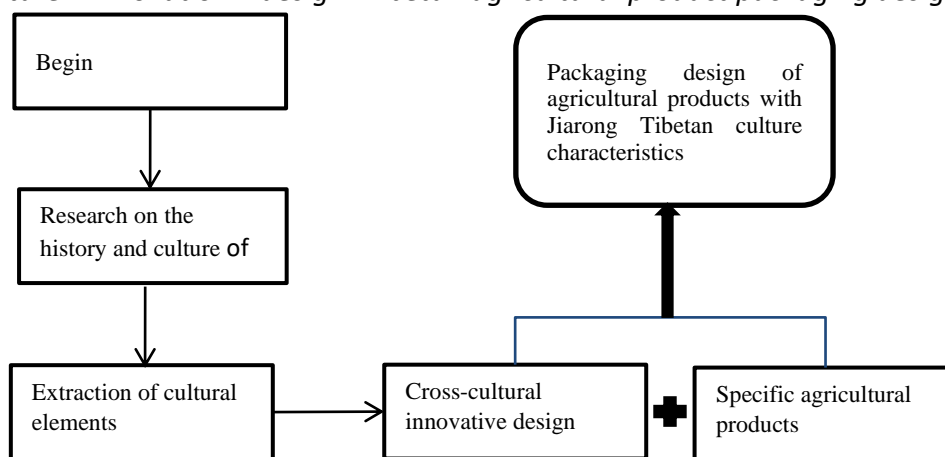 Begin
Packaging design of
agricultural products with
Jiarong Tibetan culture
characteristics
Research on the
history and culture of
Extraction of cultural
elements
Cross-cultural
innovative design
Specific agricultural
products